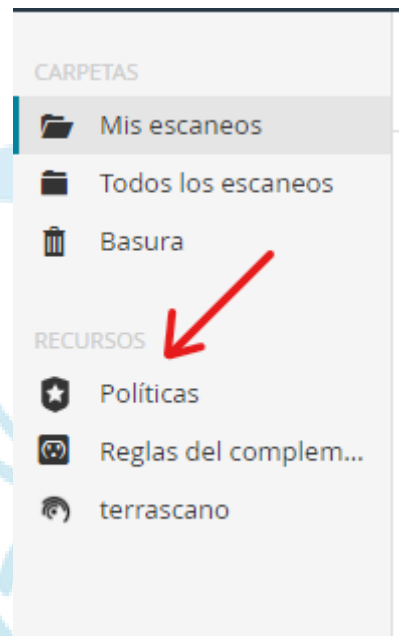 CARPETAS
Mis escaneos
Todos los escaneos
Basura
RECURSOS
Políticas
Reglas del complem...
terrascano